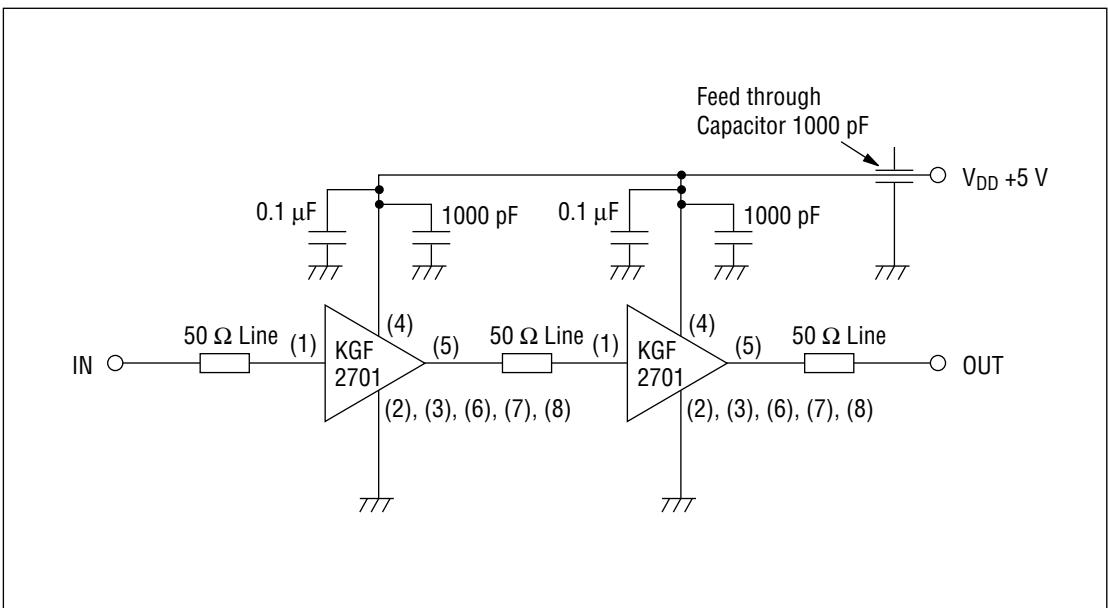 Feed through
Capacitor 1000 pF
V_DD +5 V
0.1 μF
1000 pF
0.1 μF
1000 pF
IN
50 Ω Line
(1)
KGF
2701
(4)
(5)
(2), (3), (6), (7), (8)
50 Ω Line
(1)
KGF
2701
(4)
(5)
(2), (3), (6), (7), (8)
50 Ω Line
OUT